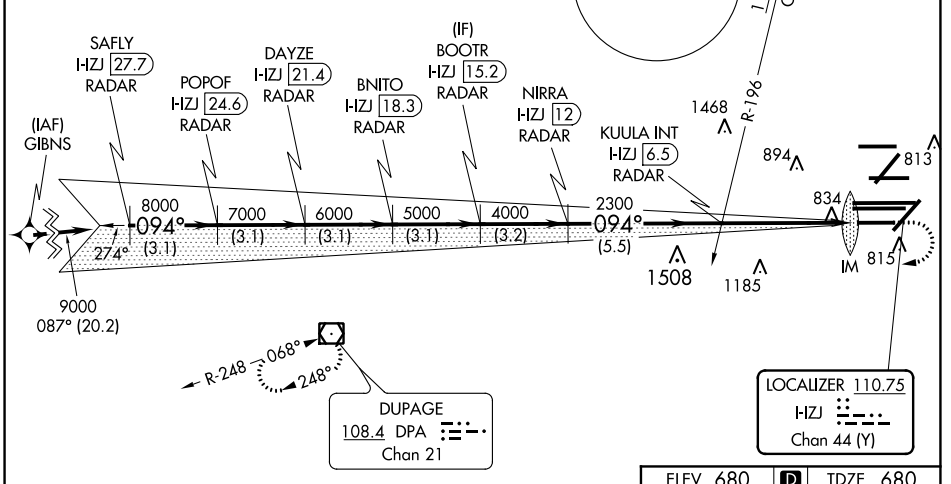 SAFLY
I-IZJ 27.7
RADAR
POPOF
I-IZJ 24.6
RADAR
DAYZE
I-IZJ 21.4
RADAR
BNITO
I-IZJ 18.3
RADAR
(IF)
BOOTR
I-IZJ 15.2
RADAR
NIRRA
I-IZJ 12
RADAR
KUULA INT
I-IZJ 6.5
RADAR
R-196
1468
894
813
834
815
IM
(IAF)
GIBNS
8000
7000
6000
5000
4000
2300
094°
094°
274°
(3.1)
(3.1)
(3.1)
(3.1)
(3.2)
(5.5)
1508
1185
9000
087° (20.2)
R-248
068°
248°
DUPAGE
108.4 DPA
Chan 21
LOCALIZER 110.75
I-IZJ
Chan 44 (Y)
ELEV 680 D TDZE 680